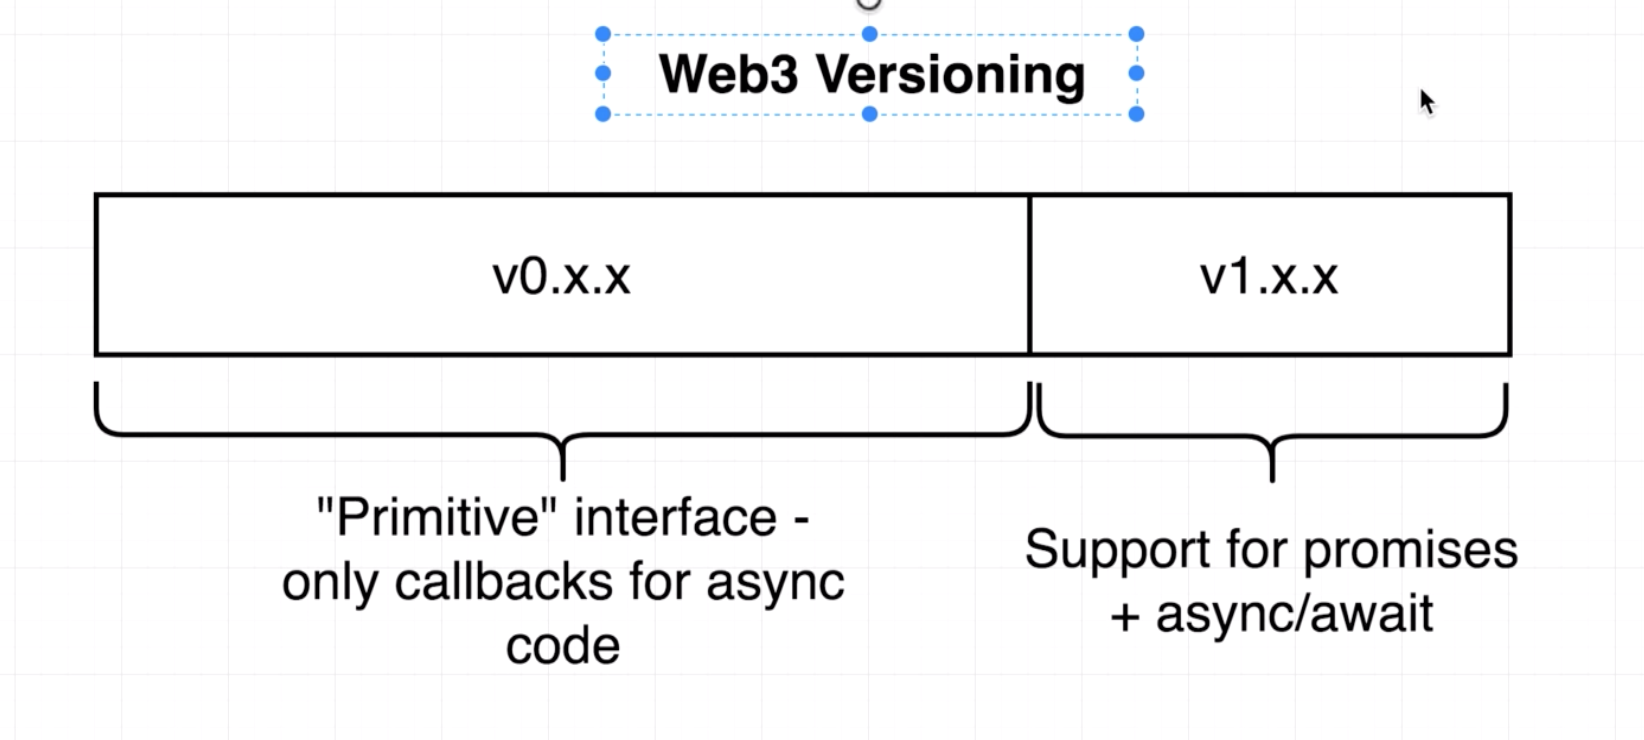 Web3 Versioning
v0.x.x
v1.x.x
"Primitive" interface -
only callbacks for async
code
Support for promises
+ async/await